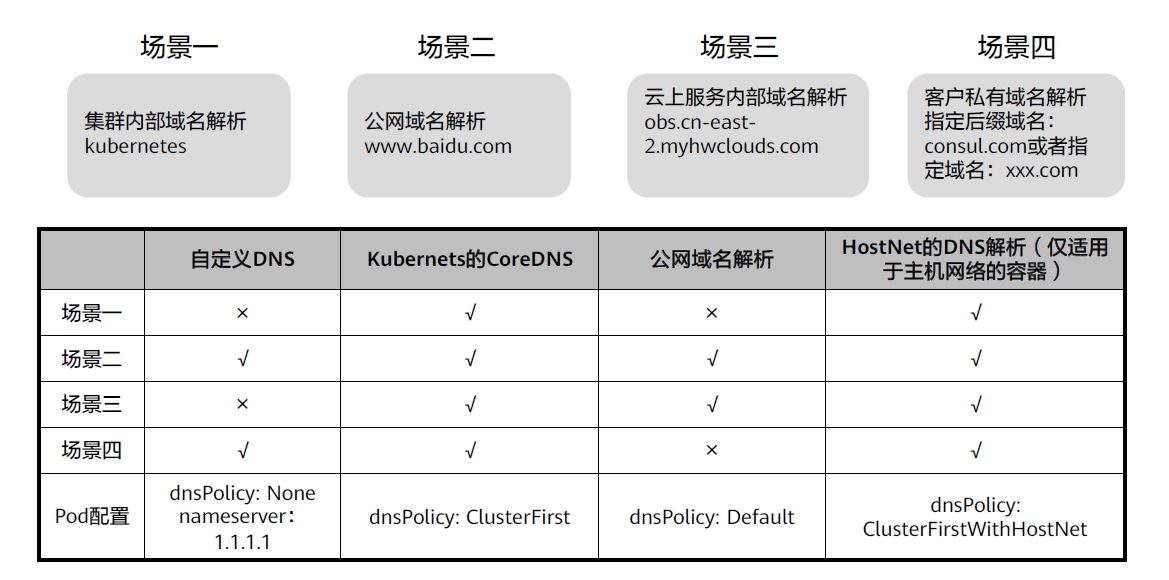 场景一
场景二
场景三
场景四
集群内部域名解析
kubernetes
公网域名解析
www.baidu.com
云上服务内部域名解析
obs.cn-east-
2.myhwclouds.com
客户私有域名解析
指定后缀域名：
consul.com或者指
定域名：xxx.com
自定义DNS
Kubernets的CoreDNS
公网域名解析
HostNet的DNS解析（仅适用
于主机网络的容器）
场景一
×
√
×
√
场景二
√
√
√
√
场景三
×
√
√
√
场景四
√
√
×
√
Pod配置
dnsPolicy: None
nameserver：
1.1.1.1
dnsPolicy: ClusterFirst
dnsPolicy: Default
dnsPolicy:
ClusterFirstWithHostNet